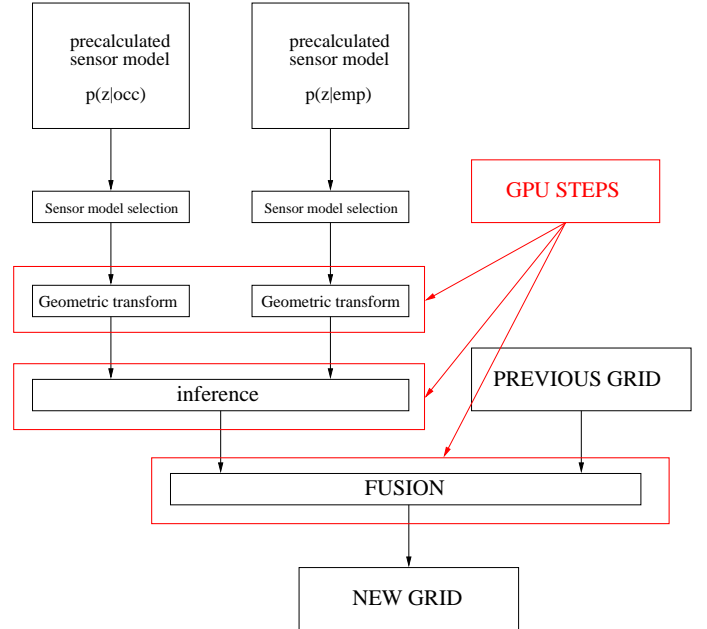 precalculated
sensor model
p(z|occ)
precalculated
sensor model
p(z|emp)
Sensor model selection
Sensor model selection
GPU STEPS
Geometric transform
Geometric transform
inference
PREVIOUS GRID
FUSION
NEW GRID